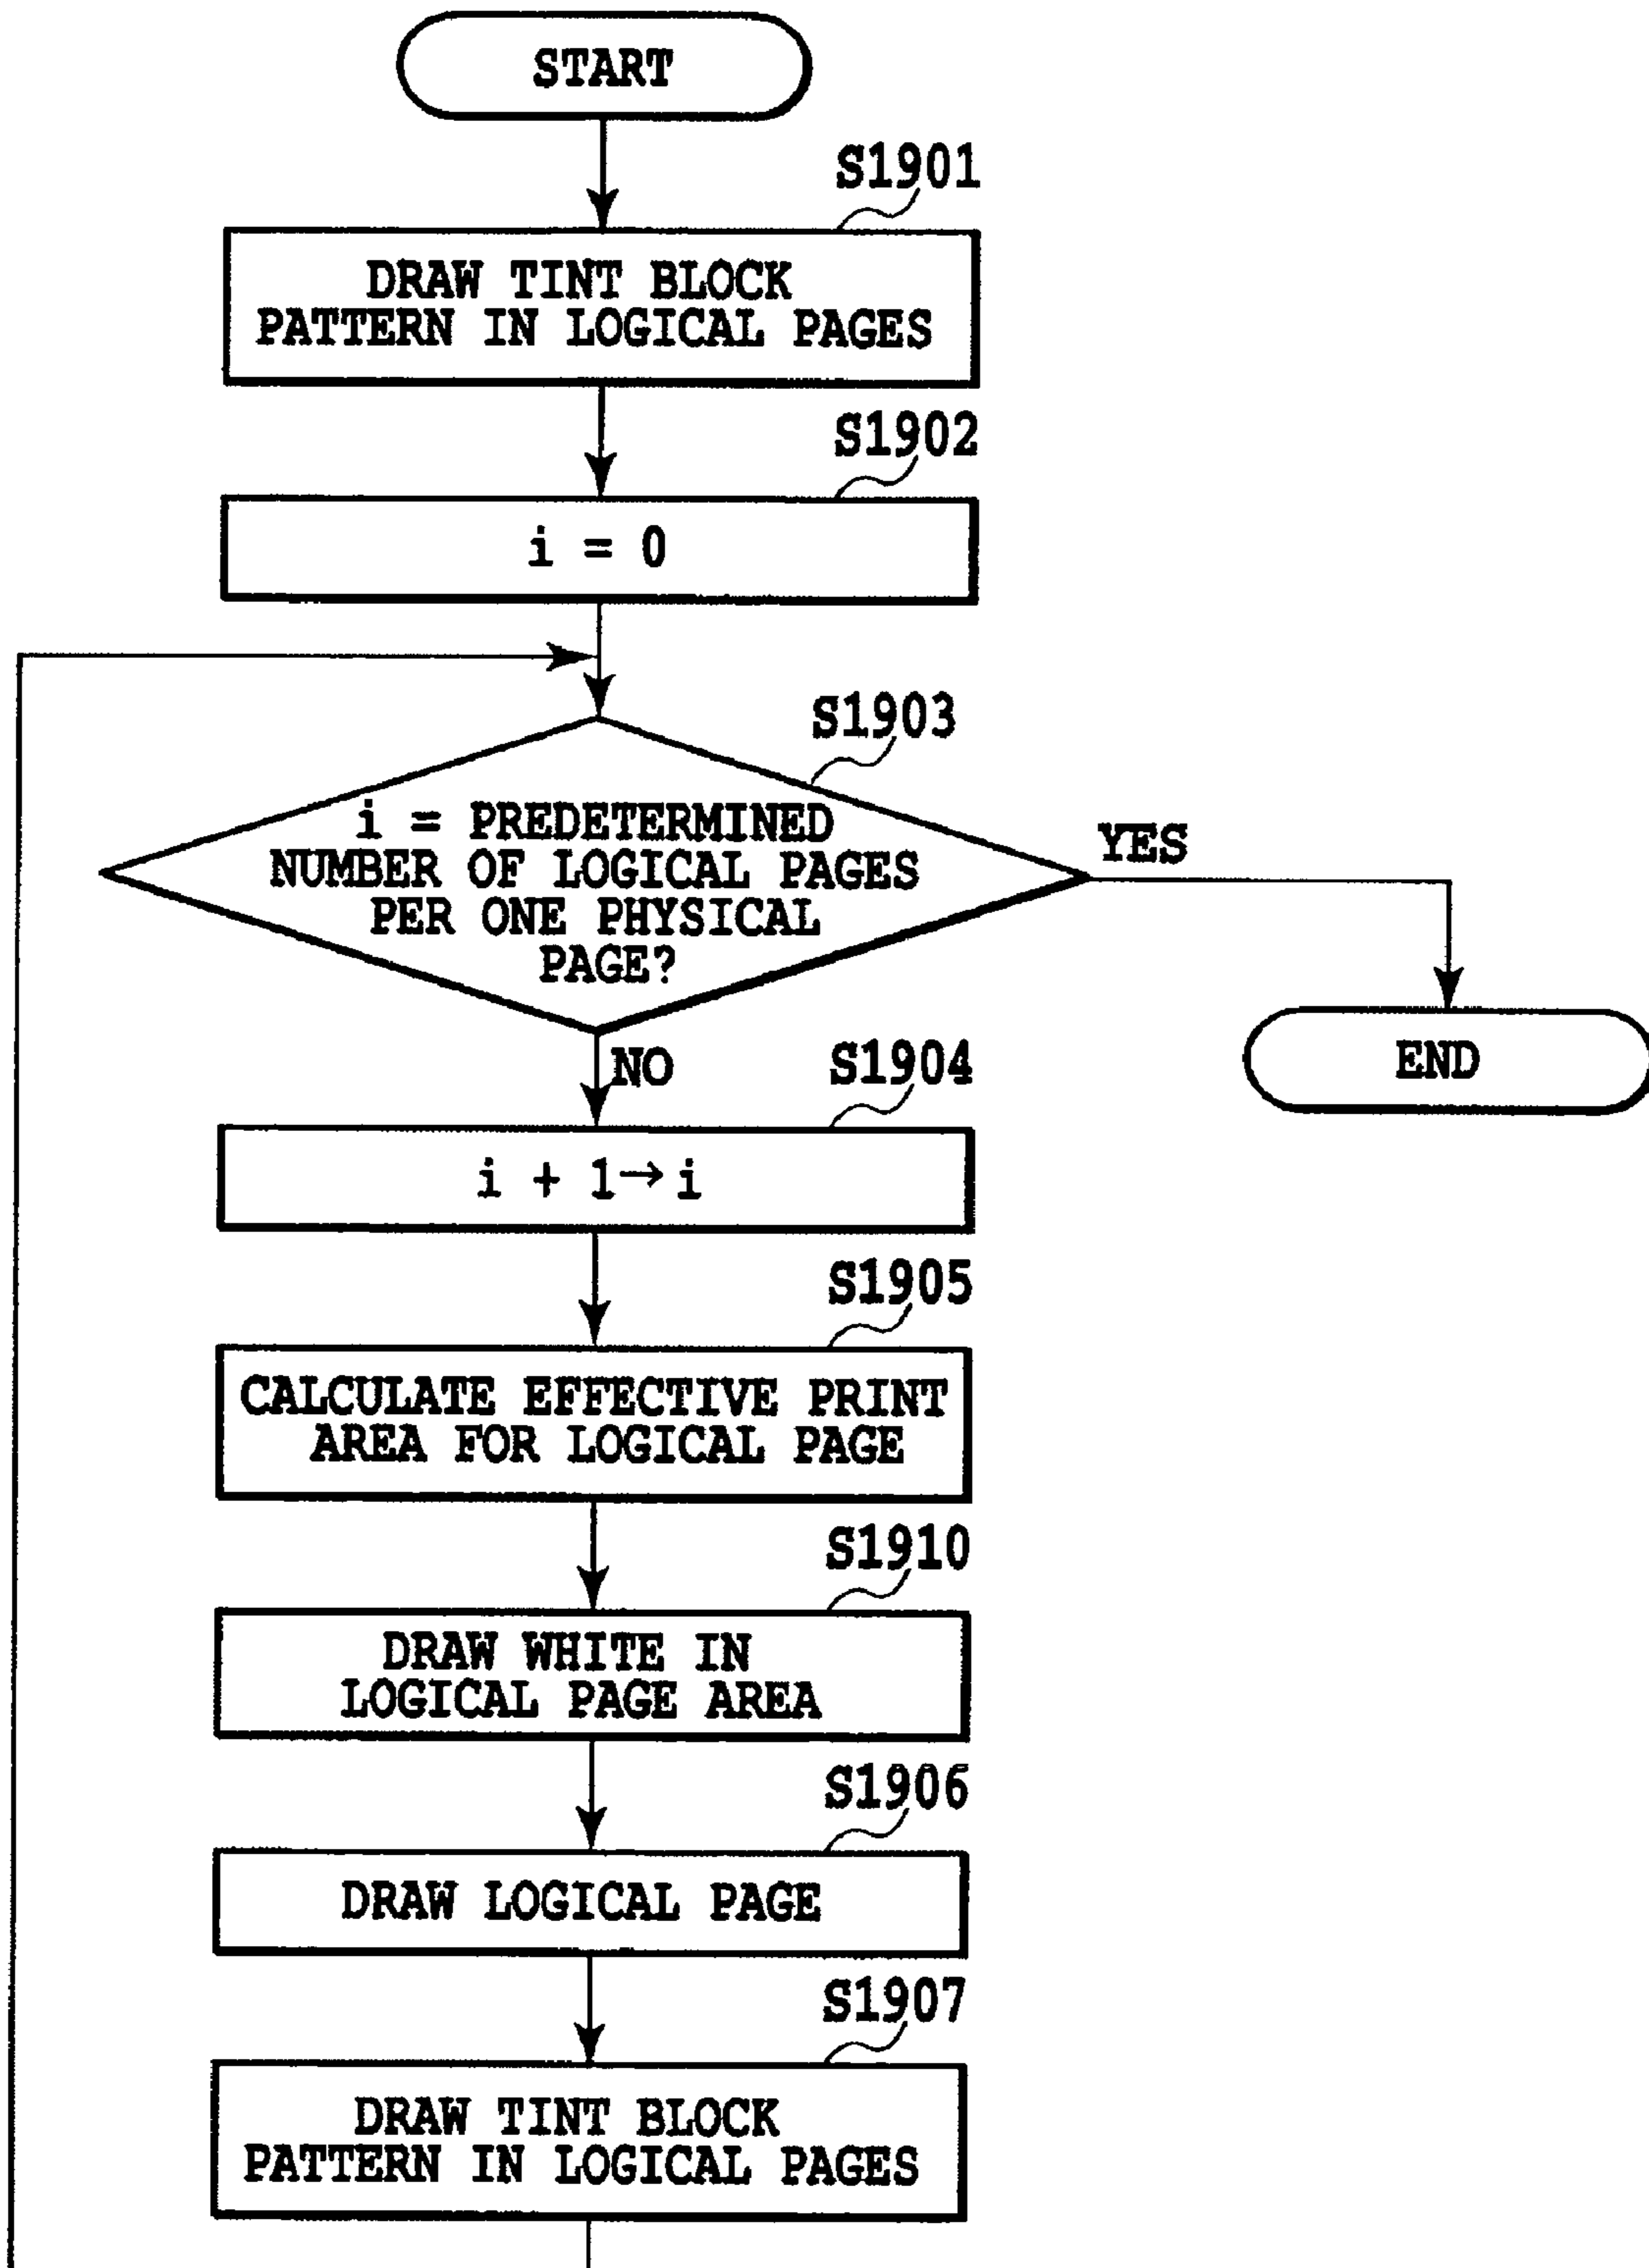 START
S1901
DRAW TINT BLOCK
PATTERN IN LOGICAL PAGES
S1902
i = 0
S1903
i = PREDETERMINED
NUMBER OF LOGICAL PAGES
PER ONE PHYSICAL
PAGE?
YES
END
NO
S1904
i + 1→i
S1905
CALCULATE EFFECTIVE PRINT
AREA FOR LOGICAL PAGE
S1910
DRAW WHITE IN
LOGICAL PAGE AREA
S1906
DRAW LOGICAL PAGE
S1907
DRAW TINT BLOCK
PATTERN IN LOGICAL PAGES